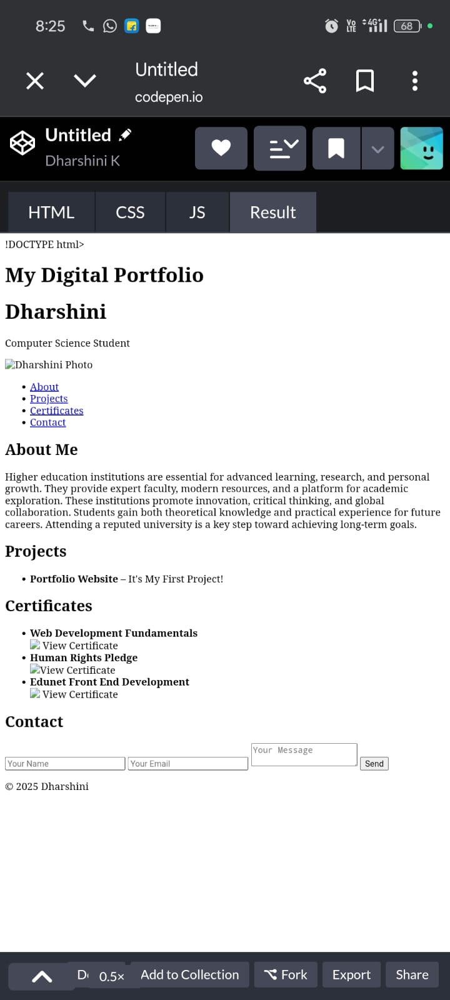 8:25 Vo LTE 4G+ 68
Untitled
codepen.io
Untitled
Dharshini K
HTML CSS JS Result
!DOCTYPE html>
My Digital Portfolio
Dharshini
Computer Science Student
Dharshini Photo
• About
• Projects
• Certificates
• Contact
About Me
Higher education institutions are essential for advanced learning, research, and personal
growth. They provide expert faculty, modern resources, and a platform for academic
exploration. These institutions promote innovation, critical thinking, and global
collaboration. Students gain both theoretical knowledge and practical experience for future
careers. Attending a reputed university is a key step toward achieving long-term goals.
Projects
• Portfolio Website – It's My First Project!
Certificates
• Web Development Fundamentals
View Certificate
• Human Rights Pledge
View Certificate
• Edunet Front End Development
View Certificate
Contact
Your Name Your Email Your Message Send
© 2025 Dharshini
0.5× Add to Collection Fork Export Share